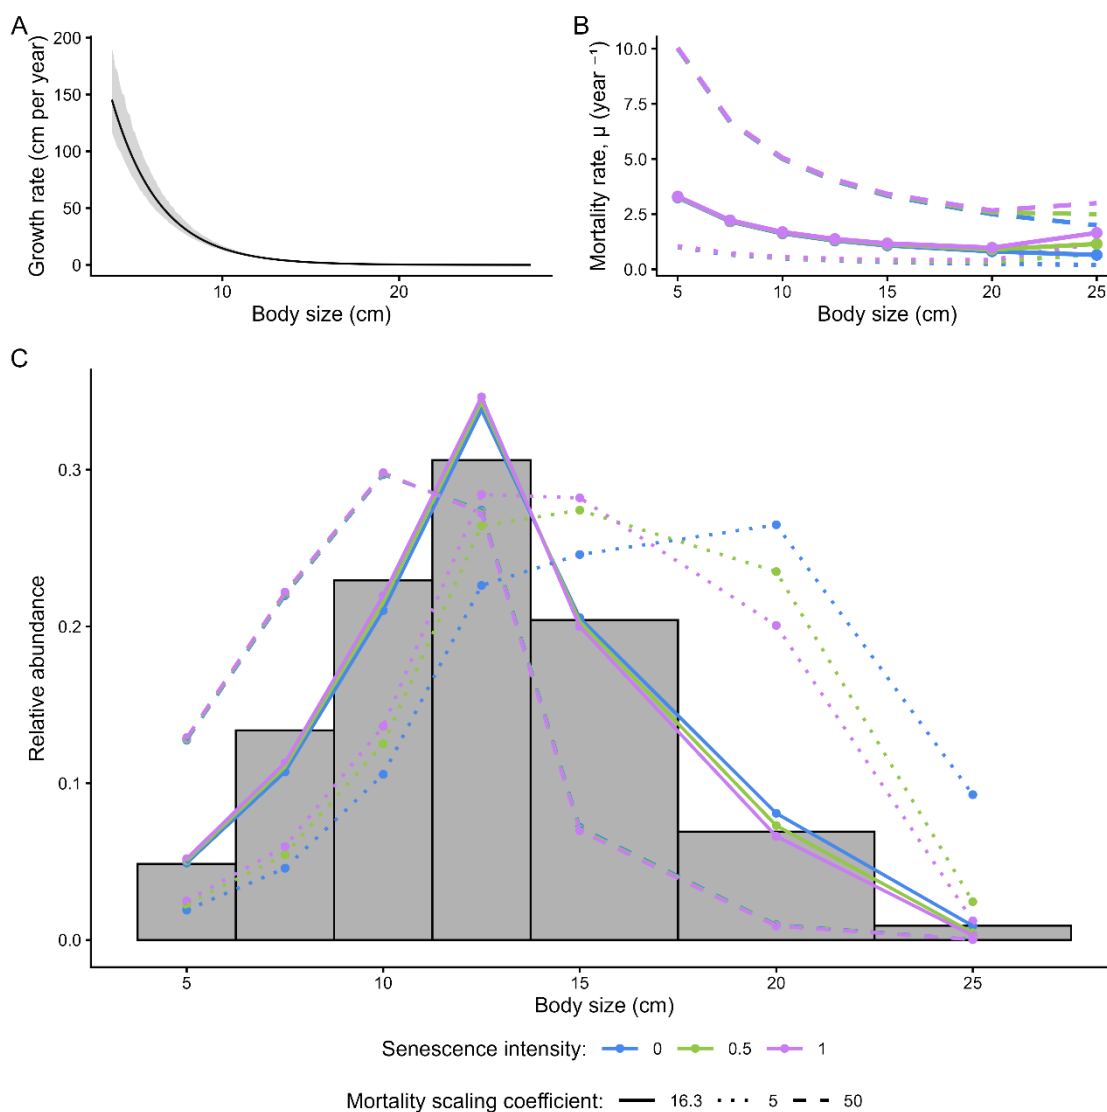 A
Growth rate (cm per year)
200
150
100
50
0
10 20
Body size (cm)
B
Mortality rate, μ (year ⁻¹)
10.0
7.5
5.0
2.5
0.0
5 10 15 20 25
Body size (cm)
C
Relative abundance
0.3
0.2
0.1
0.0
5 10 15 20 25
Body size (cm)
Senescence intensity: 0 0.5 1
Mortality scaling coefficient: 16.3 5 50